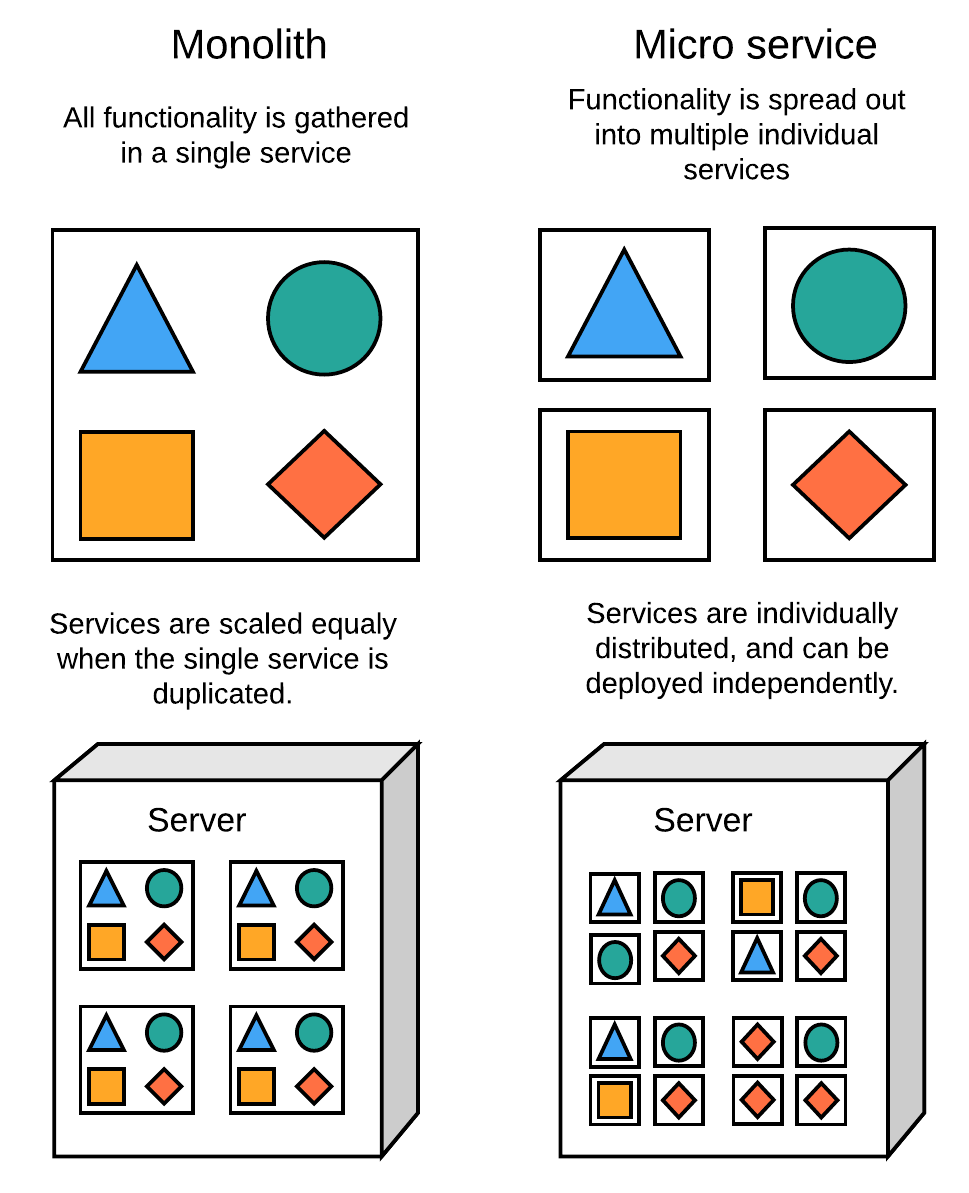 Monolith
All functionality is gathered
in a single service
Micro service
Functionality is spread out
into multiple individual
services
Services are scaled equaly
when the single service is
duplicated.
Services are individually
distributed, and can be
deployed independently.
Server
Server